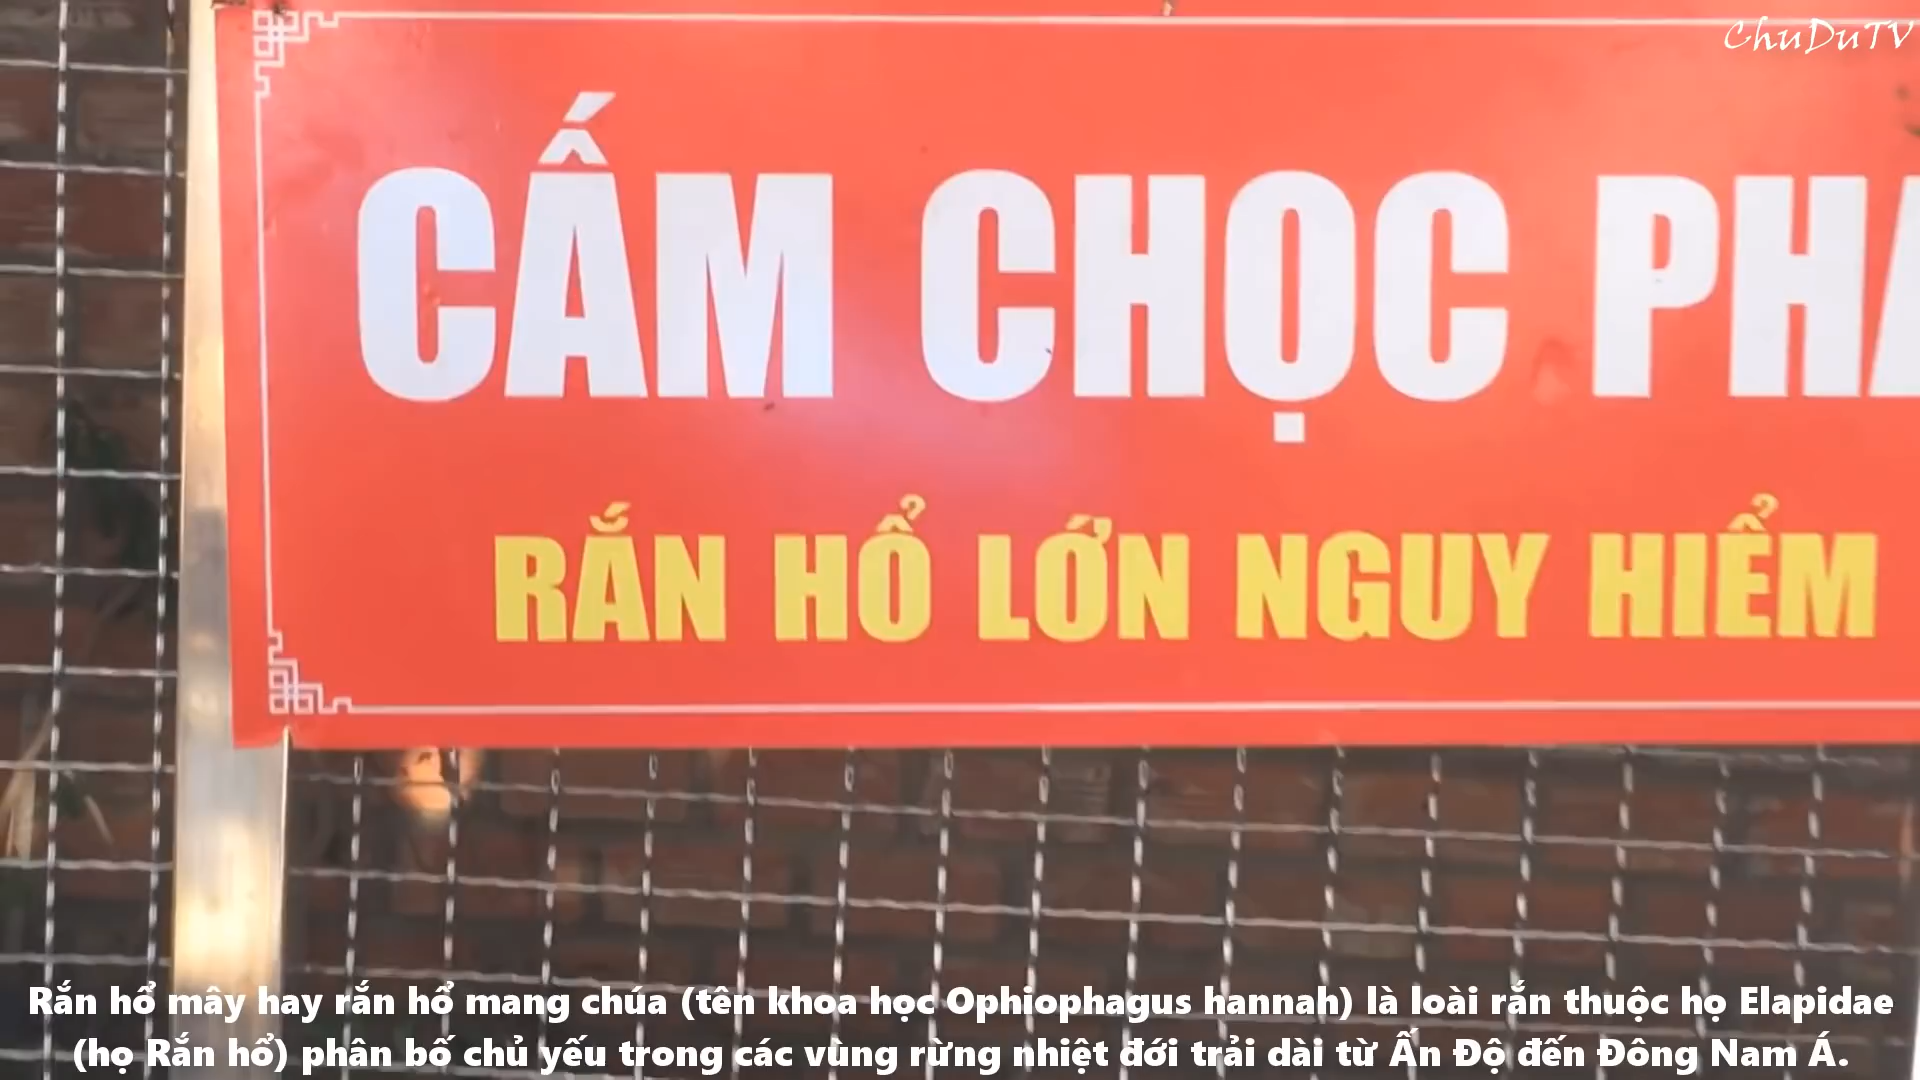 ChuDuTV
CẤM CHỌC
RẮN HỔ LỚN NGUY HIỂM
Rắn hổ mây hay rắn hổ mang chúa (tên khoa học Ophiophagus hannah) là loài rắn thuộc họ Elapidae
(họ Rắn hổ) phân bố chủ yếu trong các vùng rừng nhiệt đới trải dài từ Ấn Độ đến Đông Nam Á.